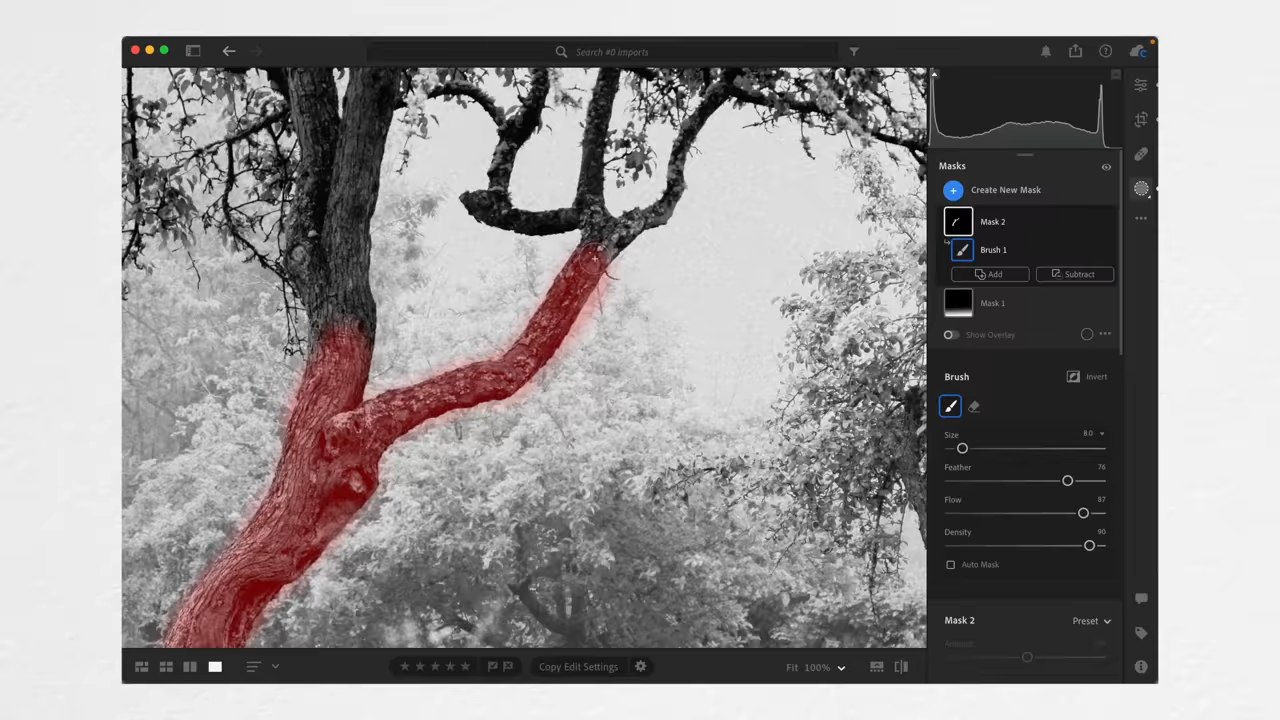 Search #0 imports
Masks
Create New Mask
Mask 2
Brush 1
Add
Subtract
Mask 1
Show Overlay
Brush
Invert
Size
8.0
Feather
76
Flow
87
Density
90
Auto Mask
Mask 2
Preset
Copy Edit Settings
Fit 100%